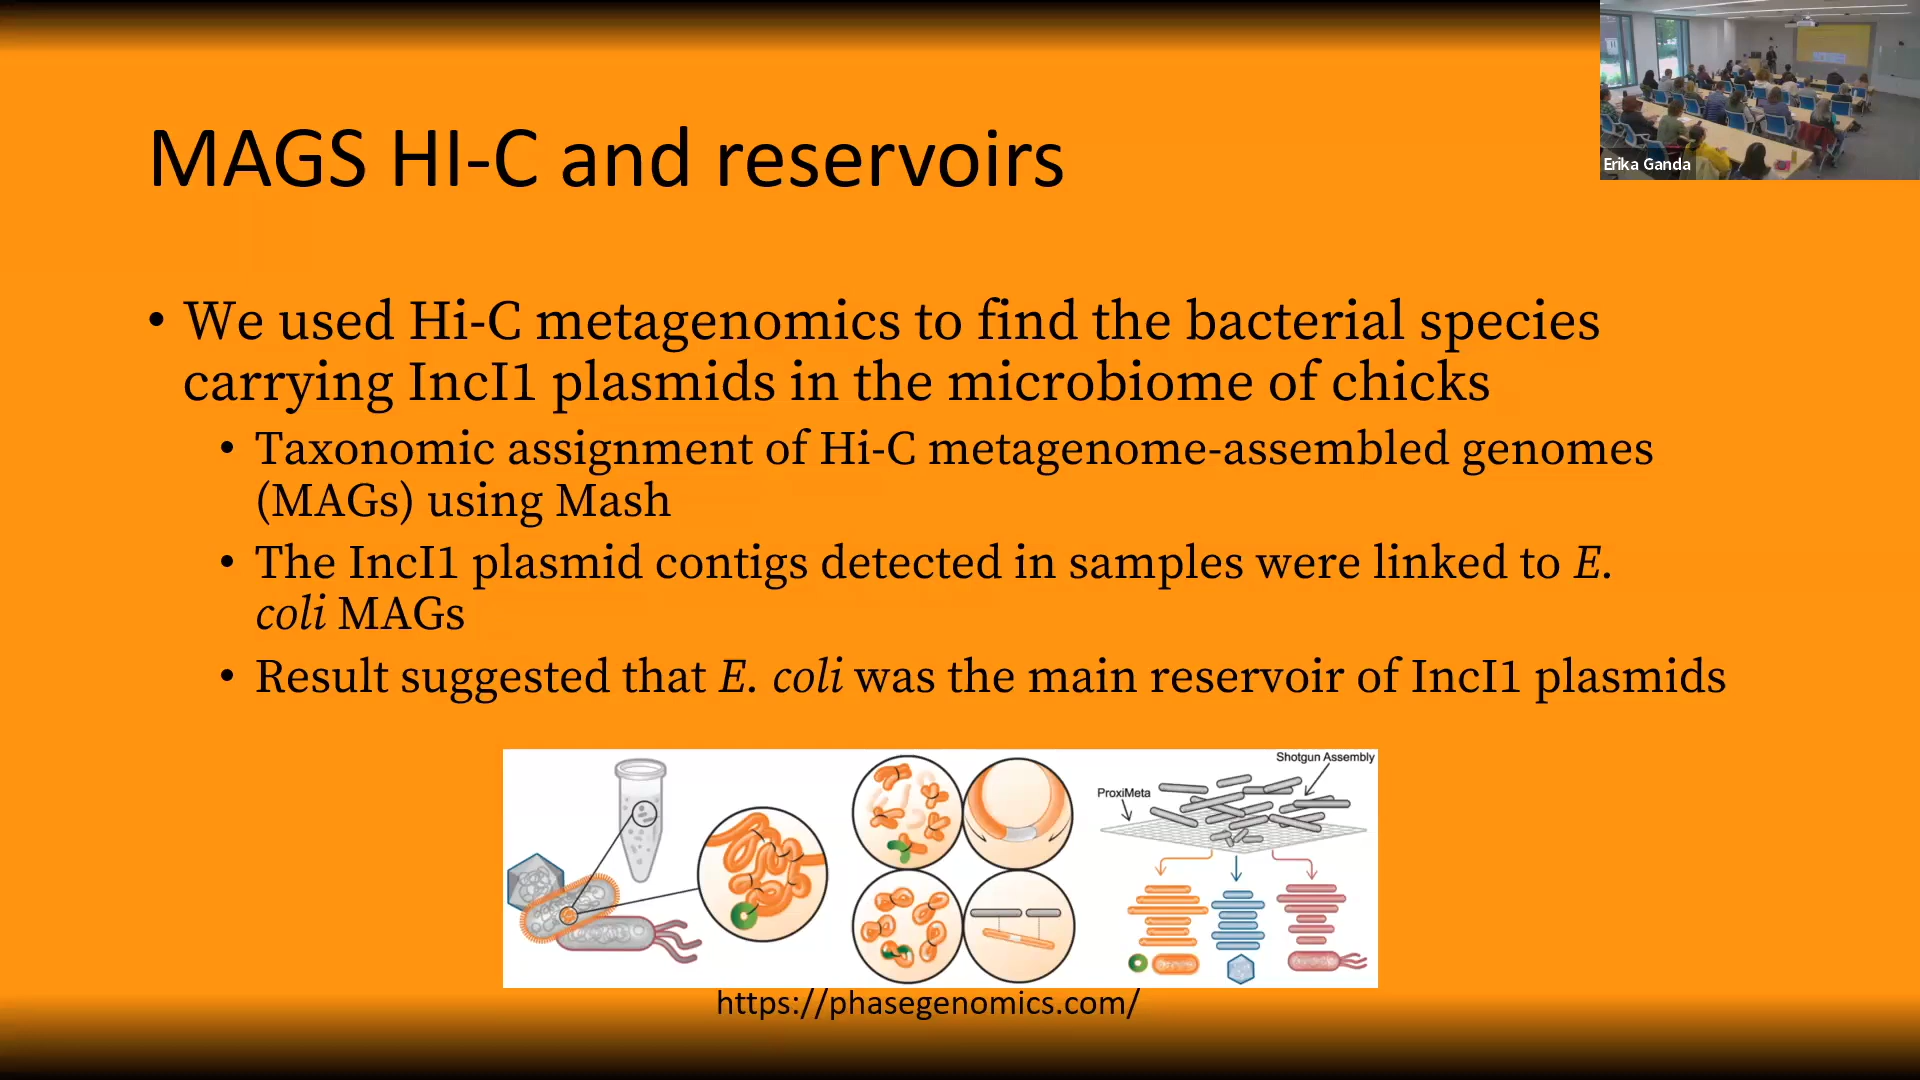 Erika Ganda
MAGS HI-C and reservoirs
• We used Hi-C metagenomics to find the bacterial species
carrying IncI1 plasmids in the microbiome of chicks
• Taxonomic assignment of Hi-C metagenome-assembled genomes
(MAGs) using Mash
• The IncI1 plasmid contigs detected in samples were linked to E.
coli MAGs
• Result suggested that E. coli was the main reservoir of IncI1 plasmids
Shotgun Assembly
ProxiMeta
https://phasegenomics.com/